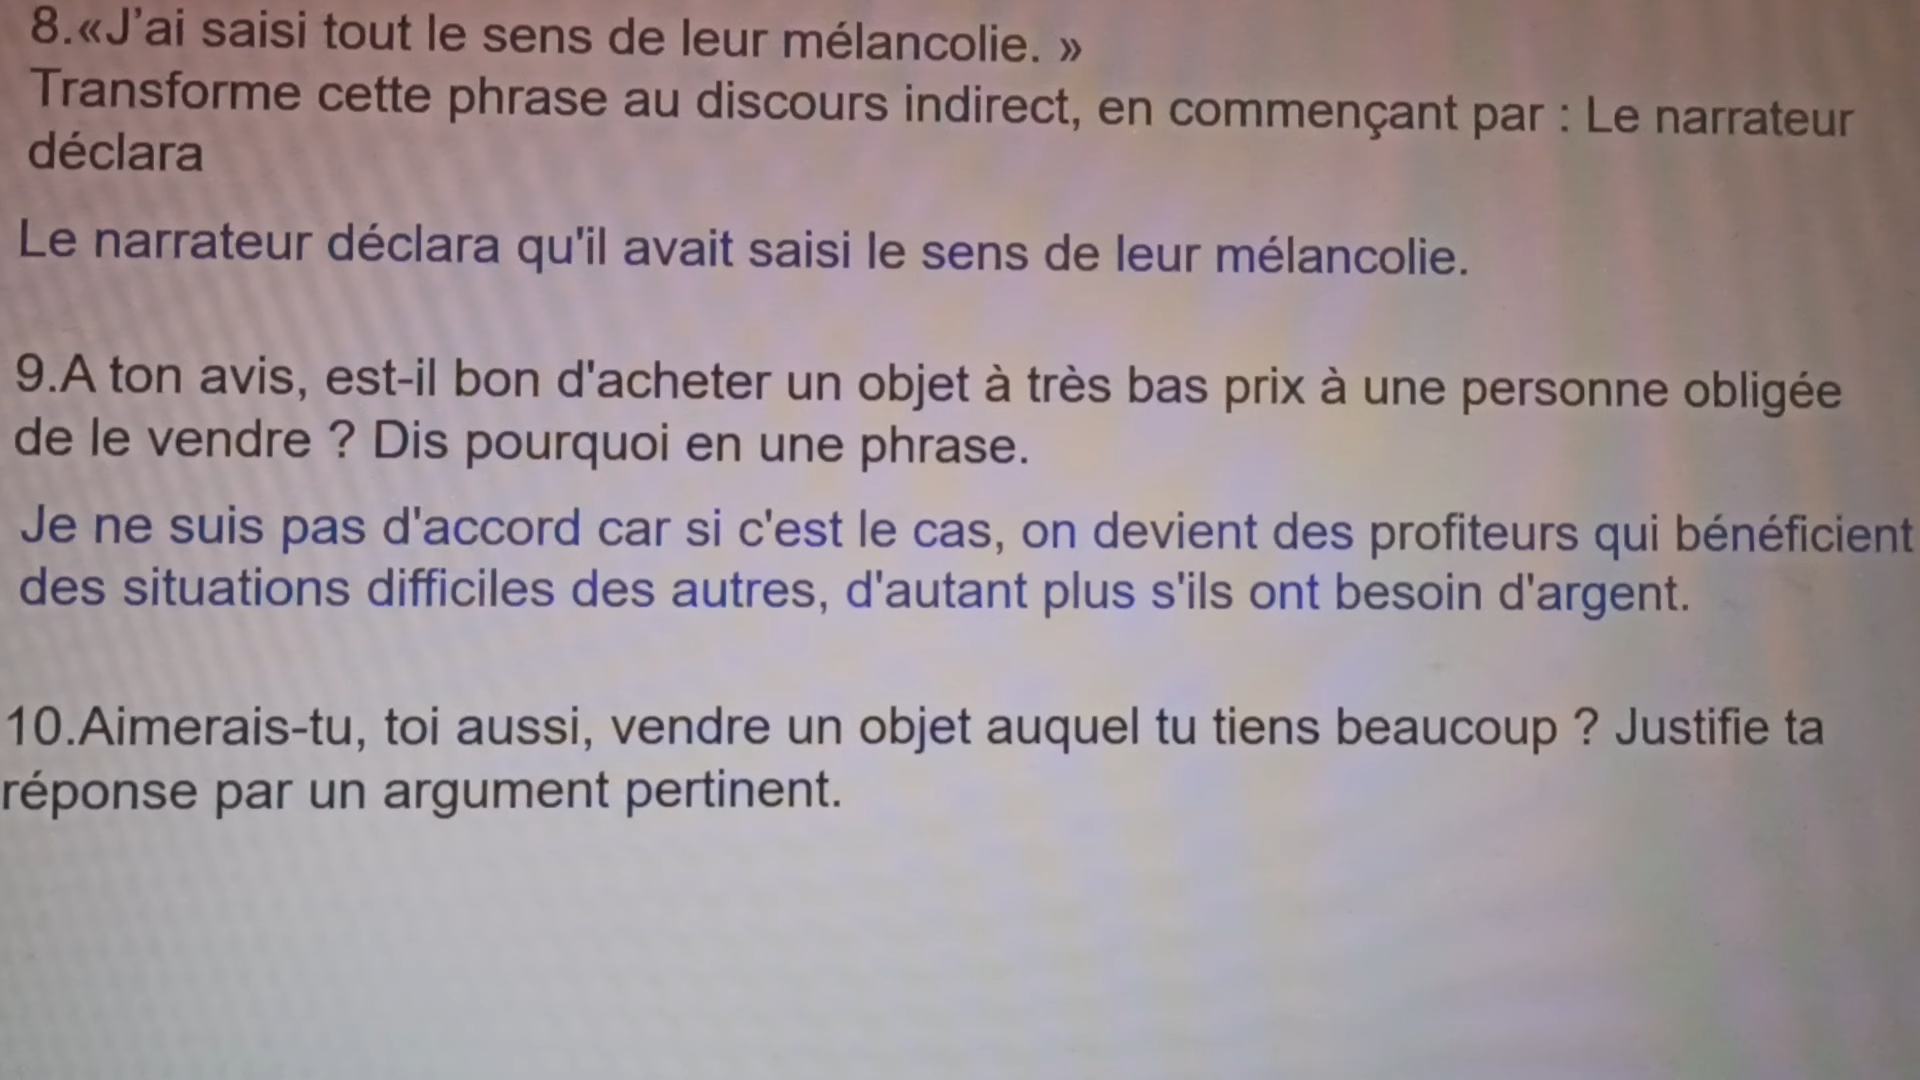 8.«J'ai saisi tout le sens de leur mélancolie. »
Transforme cette phrase au discours indirect, en commençant par : Le narrateur
déclara
Le narrateur déclara qu'il avait saisi le sens de leur mélancolie.
9.A ton avis, est-il bon d'acheter un objet à très bas prix à une personne obligée
de le vendre ? Dis pourquoi en une phrase.
Je ne suis pas d'accord car si c'est le cas, on devient des profiteurs qui bénéficient
des situations difficiles des autres, d'autant plus s'ils ont besoin d'argent.
10.Aimerais-tu, toi aussi, vendre un objet auquel tu tiens beaucoup ? Justifie ta
réponse par un argument pertinent.